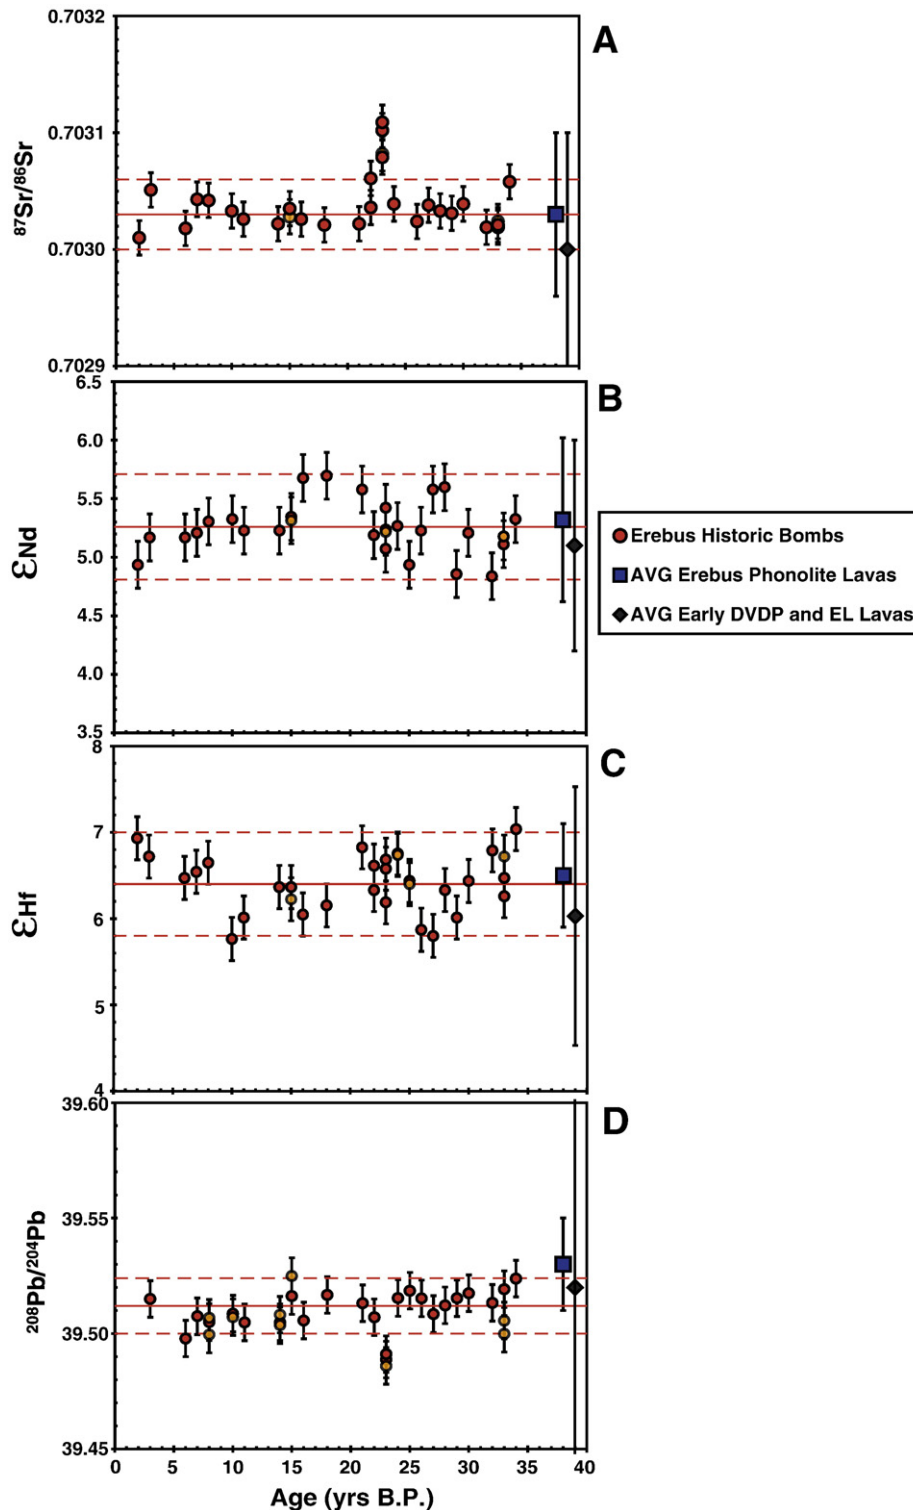 A
0.7032
0.7031
0.7030
0.7029
87Sr/86Sr
B
6.5
6.0
5.5
5.0
4.5
4.0
3.5
εNd
Erebus Historic Bombs
AVG Erebus Phonolite Lavas
AVG Early DVDP and EL Lavas
C
8
7
6
5
4
εHf
D
39.60
39.55
39.50
39.45
208Pb/204Pb
0 5 10 15 20 25 30 35 40
Age (yrs B.P.)